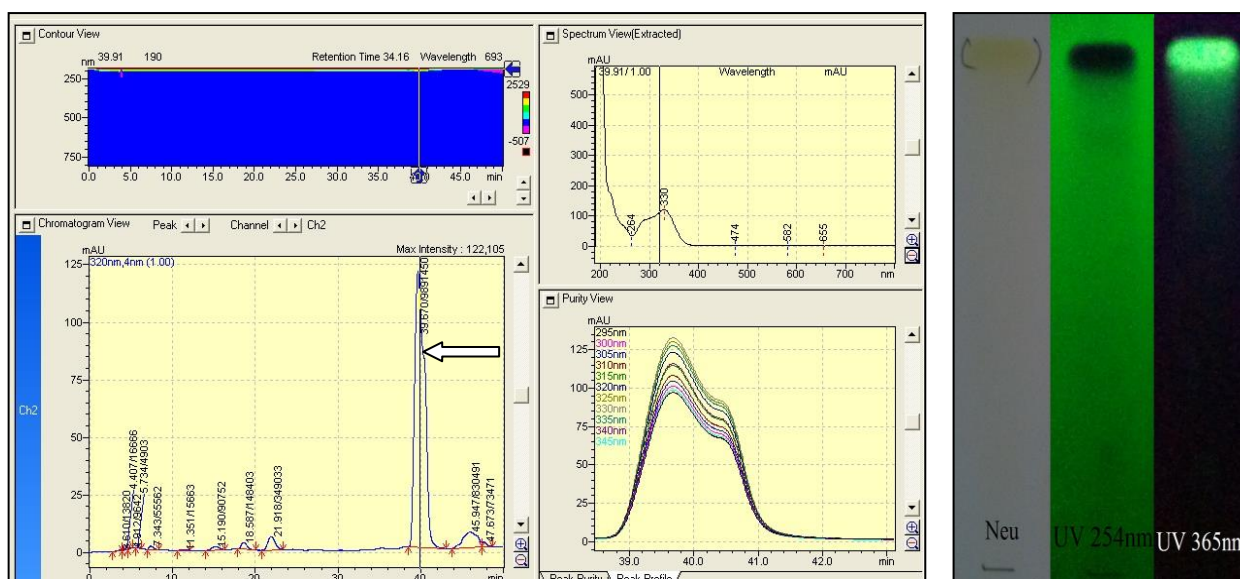 Contour View
nm 39.91 190 Retention Time 34.16 Wavelength 693
250
500
750
0.0 5.0 10.0 15.0 20.0 25.0 30.0 35.0 45.0 min
2529
-507
Spectrum View(Extracted)
mAU
39.91/ 1.00 Wavelength mAU
500
400
300
200
100
0
264
330
474
582
655
200 300 400 500 600 700 nm
Chromatogram View Peak Channel Ch2
mAU Max Intensity : 122,105
320nm,4nm (1.00)
125
100
75
50
25
0
Ch2
4.407/16666
4.912/9642
5.734/4903
7.343/55562
11.351/15663
15.190/90752
18.587/148403
21.918/349033
39.670/9891450
45.947/830491
47.673/73471
0 10 20 30 40 min
Purity View
mAU
295nm
300nm
305nm
310nm
315nm
320nm
325nm
330nm
335nm
340nm
345nm
125
100
75
50
25
0
39.0 40.0 41.0 42.0 min
Peak Purity Peak Profile
Neu
UV 254nm
UV 365nm